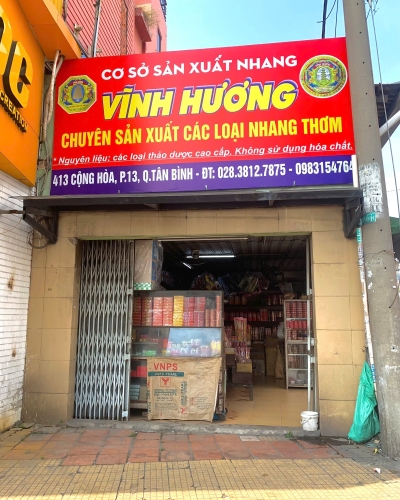 CƠ SỞ SẢN XUẤT NHANG
VĨNH HƯƠNG
CHUYÊN SẢN XUẤT CÁC LOẠI NHANG THƠM
* Nguyên liệu: các loại thảo dược cao cấp. Không sử dụng hóa chất.
413 CỘNG HÒA, P.13, Q.TÂN BÌNH - ĐT: 028.3812.7875 - 0983154764
VNPS